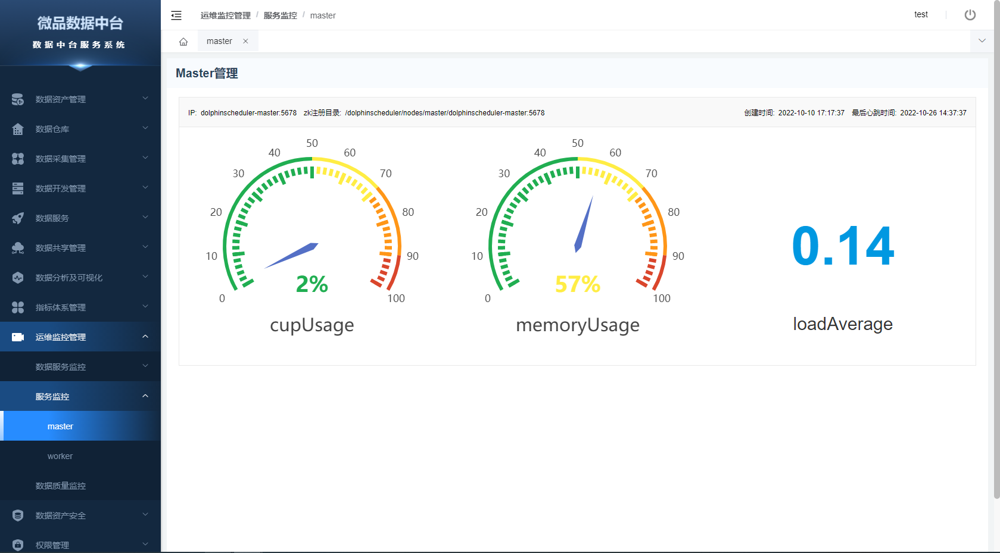 微品数据中台
数据中台服务系统
数据资产管理
数据仓库
数据采集管理
数据开发管理
数据服务
数据共享管理
数据分析及可视化
指标体系管理
运维监控管理
数据服务监控
服务监控
master
worker
数据质量监控
数据资产安全
权限管理
运维监控管理 / 服务监控 / master
test
master
Master管理
IP: dolphinscheduler-master:5678 zk注册目录: /dolphinscheduler/nodes/master/dolphinscheduler-master:5678
创建时间: 2022-10-10 17:17:37 最后心跳时间: 2022-10-26 14:37:37
0 10 20 30 40 50 60 70 80 90 100
2%
cupUsage
0 10 20 30 40 50 60 70 80 90 100
57%
memoryUsage
0.14
loadAverage